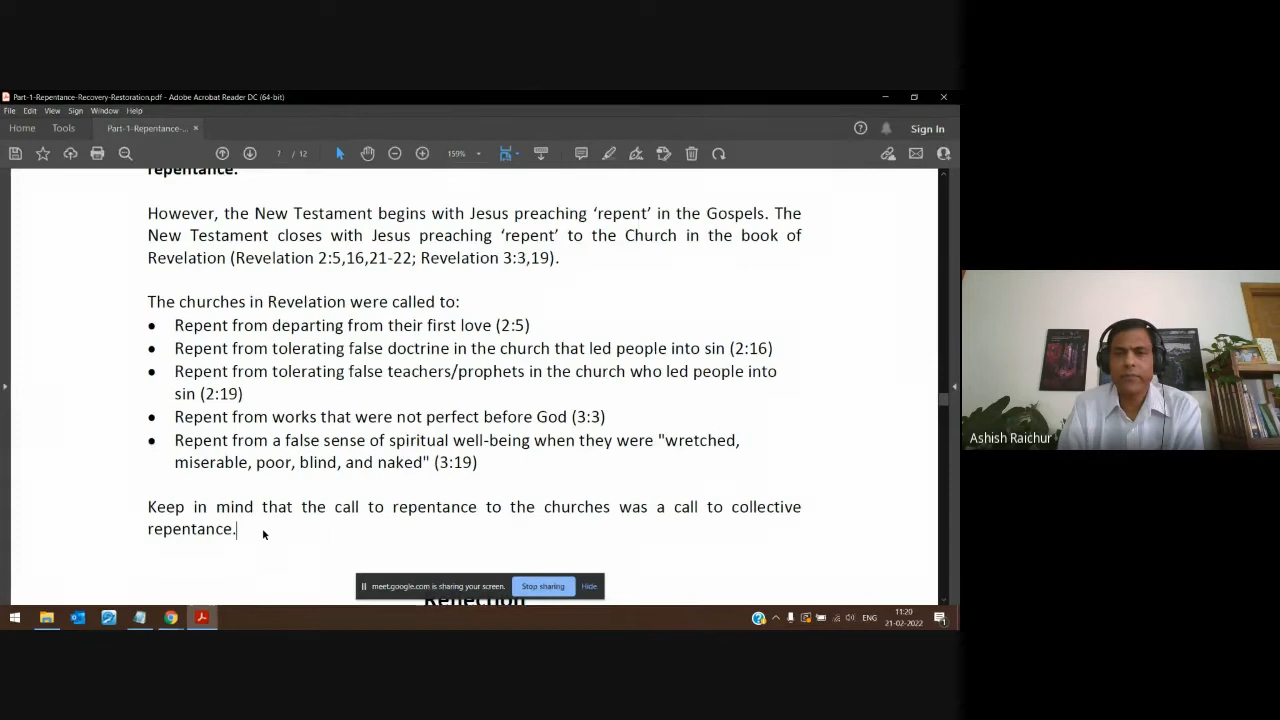 Part-1-Repentance-Recovery-Restoration.pdf - Adobe Acrobat Reader DC (64-bit)
File Edit View Sign Window Help
Home Tools Part-1-Repentance-... × Sign In
7 / 12 159%
repentance.
However, the New Testament begins with Jesus preaching ‘repent’ in the Gospels. The
New Testament closes with Jesus preaching ‘repent’ to the Church in the book of
Revelation (Revelation 2:5,16,21-22; Revelation 3:3,19).
The churches in Revelation were called to:
• Repent from departing from their first love (2:5)
• Repent from tolerating false doctrine in the church that led people into sin (2:16)
• Repent from tolerating false teachers/prophets in the church who led people into
sin (2:19)
• Repent from works that were not perfect before God (3:3)
• Repent from a false sense of spiritual well-being when they were "wretched,
miserable, poor, blind, and naked" (3:19)
Keep in mind that the call to repentance to the churches was a call to collective
repentance.
meet.google.com is sharing your screen. Stop sharing Hide
Reflection
ENG
11:20
21-02-2022
Ashish Raichur